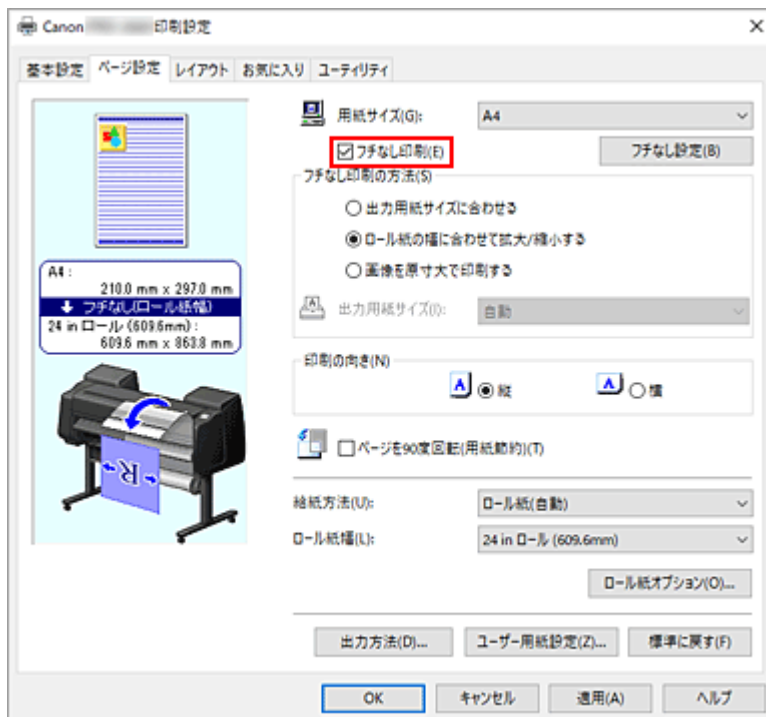 Canon 印刷設定
基本設定 ページ設定 レイアウト お気に入り ユーティリティ
用紙サイズ(G): A4
フチなし印刷(E) フチなし設定(B)
フチなし印刷の方法(S)
出力用紙サイズに合わせる
ロール紙の幅に合わせて拡大/縮小する
画像を原寸大で印刷する
出力用紙サイズ(I): 自動
A4 :
210.0 mm x 297.0 mm
フチなし(ロール紙幅)
24 in ロール (609.6mm) :
609.6 mm x 863.8 mm
印刷の向き(N)
A 縦 A 横
ページを90度回転(用紙節約)(T)
R
給紙方法(U): ロール紙(自動)
ロール紙幅(L): 24 in ロール (609.6mm)
ロール紙オプション(O)...
出力方法(D)... ユーザー用紙設定(Z)... 標準に戻す(F)
OK キャンセル 適用(A) ヘルプ